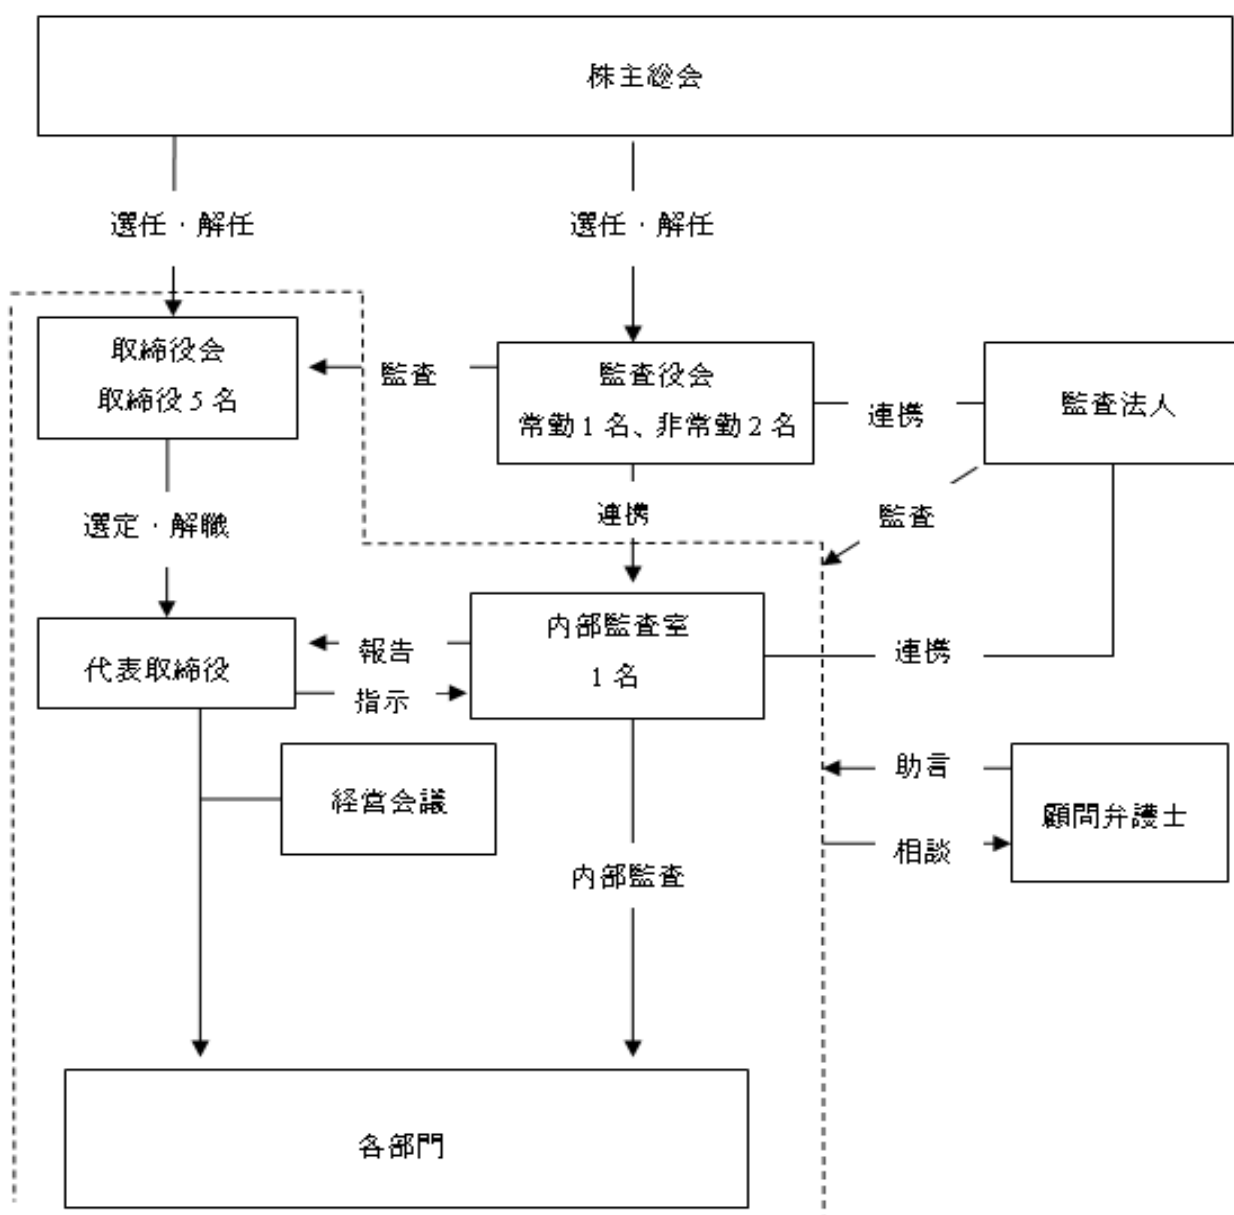 株主総会
選任・解任
選任・解任
取締役会
取締役5名
監査
監査役会
常勤1名、非常勤2名
連携
監査法人
選定・解職
連携
監査
代表取締役
報告
指示
内部監査室
1名
連携
経営会議
助言
相談
顧問弁護士
内部監査
各部門